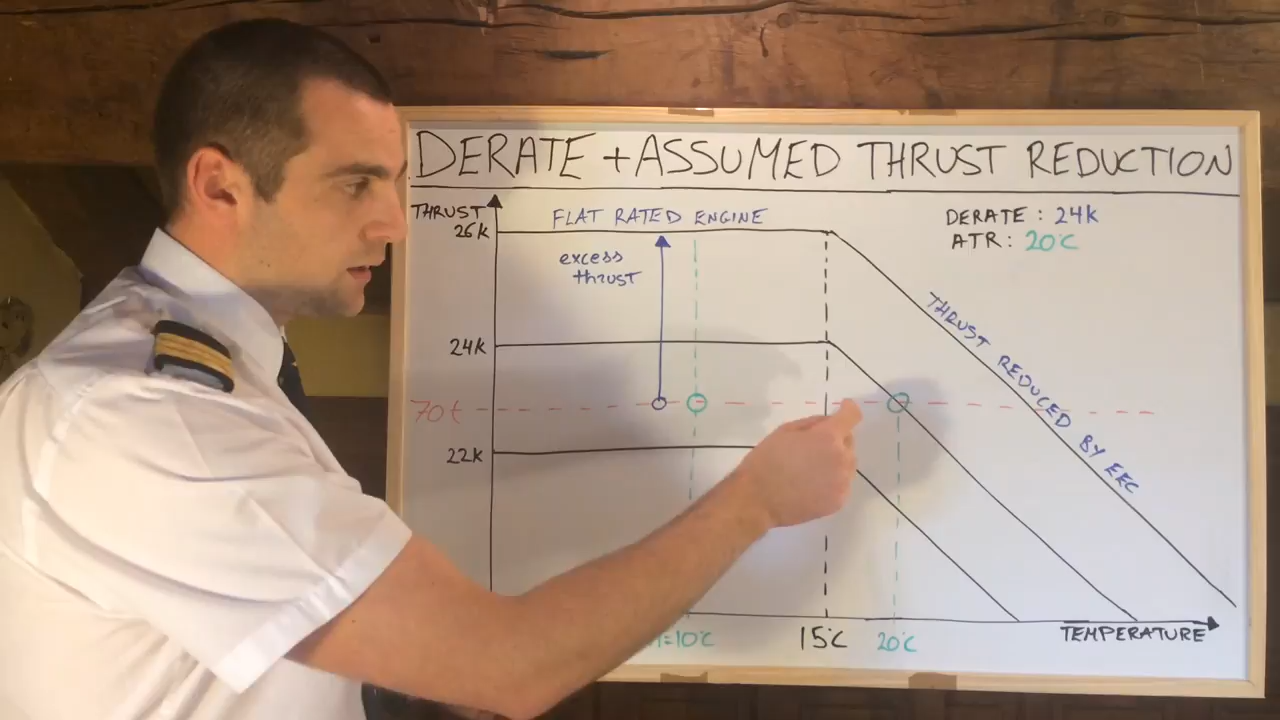 DERATE + ASSUMED THRUST REDUCTION
THRUST
26k
FLAT RATED ENGINE
DERATE : 24k
ATR : 20°C
excess
thrust
THRUST REDUCED BY EEC
24k
70t
22k
=10°C
15°C
20°C
TEMPERATURE